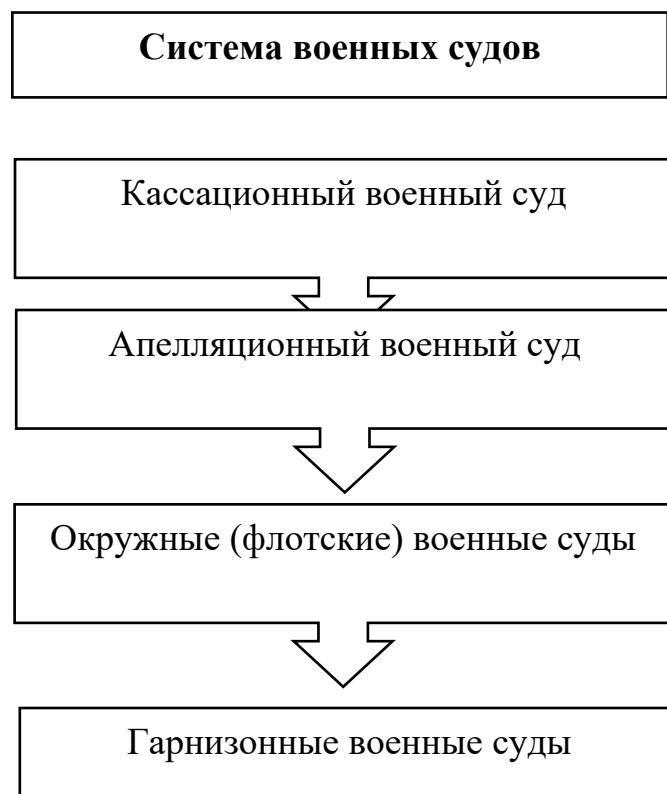 Система военных судов
Кассационный военный суд
Апелляционный военный суд
Окружные (флотские) военные суды
Гарнизонные военные суды